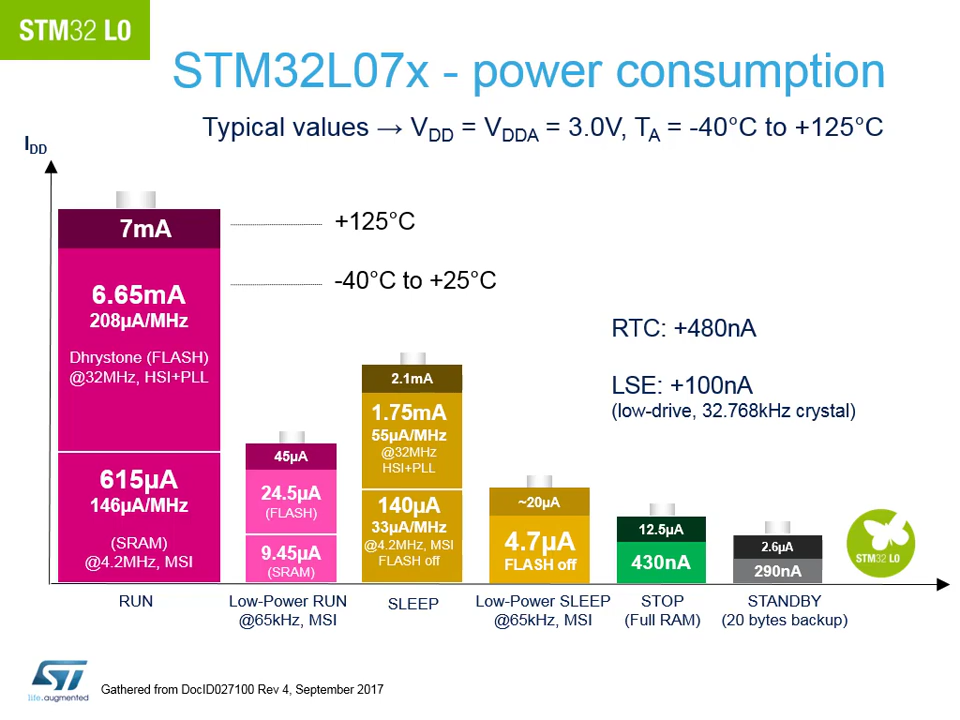 STM32 L0
STM32L07x - power consumption
Typical values → VDD = VDDA = 3.0V, TA = -40°C to +125°C
IDD
7mA
+125°C
6.65mA
208µA/MHz
-40°C to +25°C
Dhrystone (FLASH)
@32MHz, HSI+PLL
615µA
146µA/MHz
(SRAM)
@4.2MHz, MSI
RUN
45µA
24.5µA
(FLASH)
9.45µA
(SRAM)
Low-Power RUN
@65kHz, MSI
2.1mA
1.75mA
55µA/MHz
@32MHz
HSI+PLL
140µA
33µA/MHz
@4.2MHz, MSI
FLASH off
SLEEP
~20µA
4.7µA
FLASH off
Low-Power SLEEP
@65kHz, MSI
12.5µA
430nA
STOP
(Full RAM)
2.6µA
290nA
STANDBY
(20 bytes backup)
RTC: +480nA
LSE: +100nA
(low-drive, 32.768kHz crystal)
STM32 L0
ST
life.augmented
Gathered from DocID027100 Rev 4, September 2017